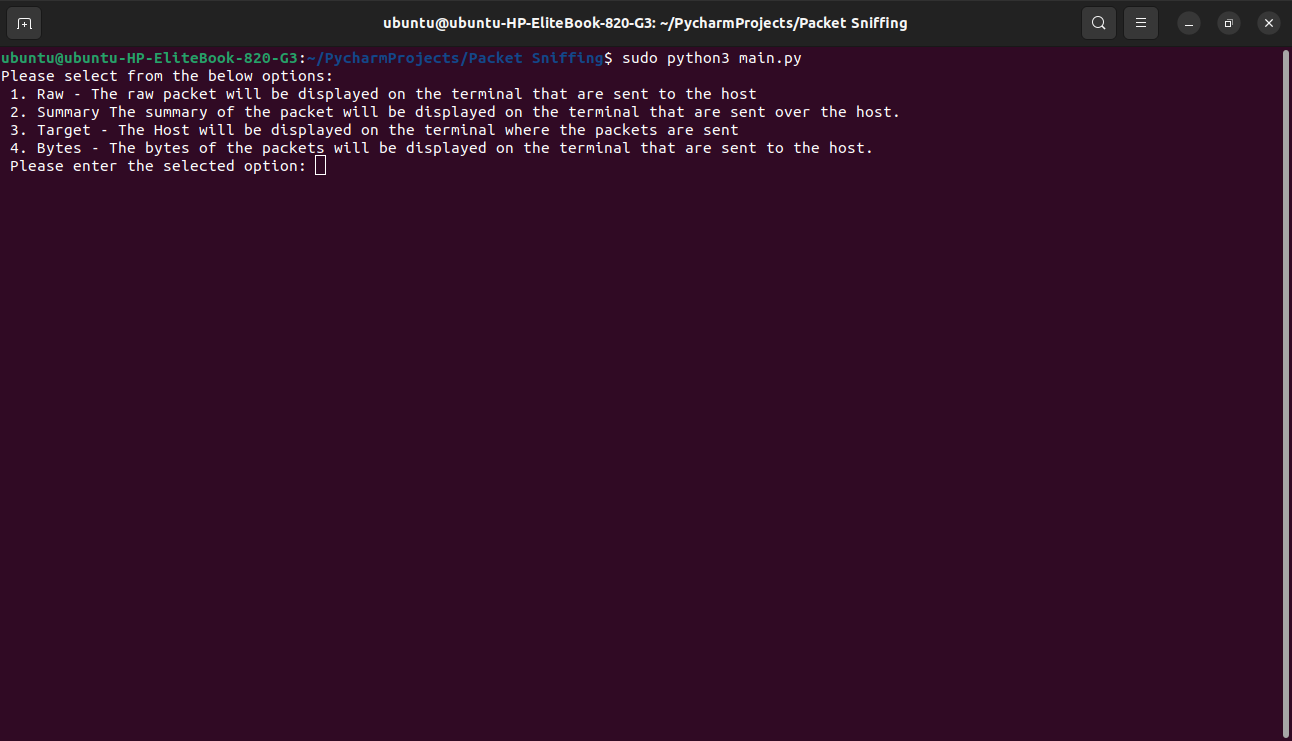 ubuntu@ubuntu-HP-EliteBook-820-G3: ~/PycharmProjects/Packet Sniffing
ubuntu@ubuntu-HP-EliteBook-820-G3:~/PycharmProjects/Packet Sniffing$ sudo python3 main.py
Please select from the below options:
 1. Raw - The raw packet will be displayed on the terminal that are sent to the host
 2. Summary The summary of the packet will be displayed on the terminal that are sent over the host.
 3. Target - The Host will be displayed on the terminal where the packets are sent
 4. Bytes - The bytes of the packets will be displayed on the terminal that are sent to the host.
 Please enter the selected option: